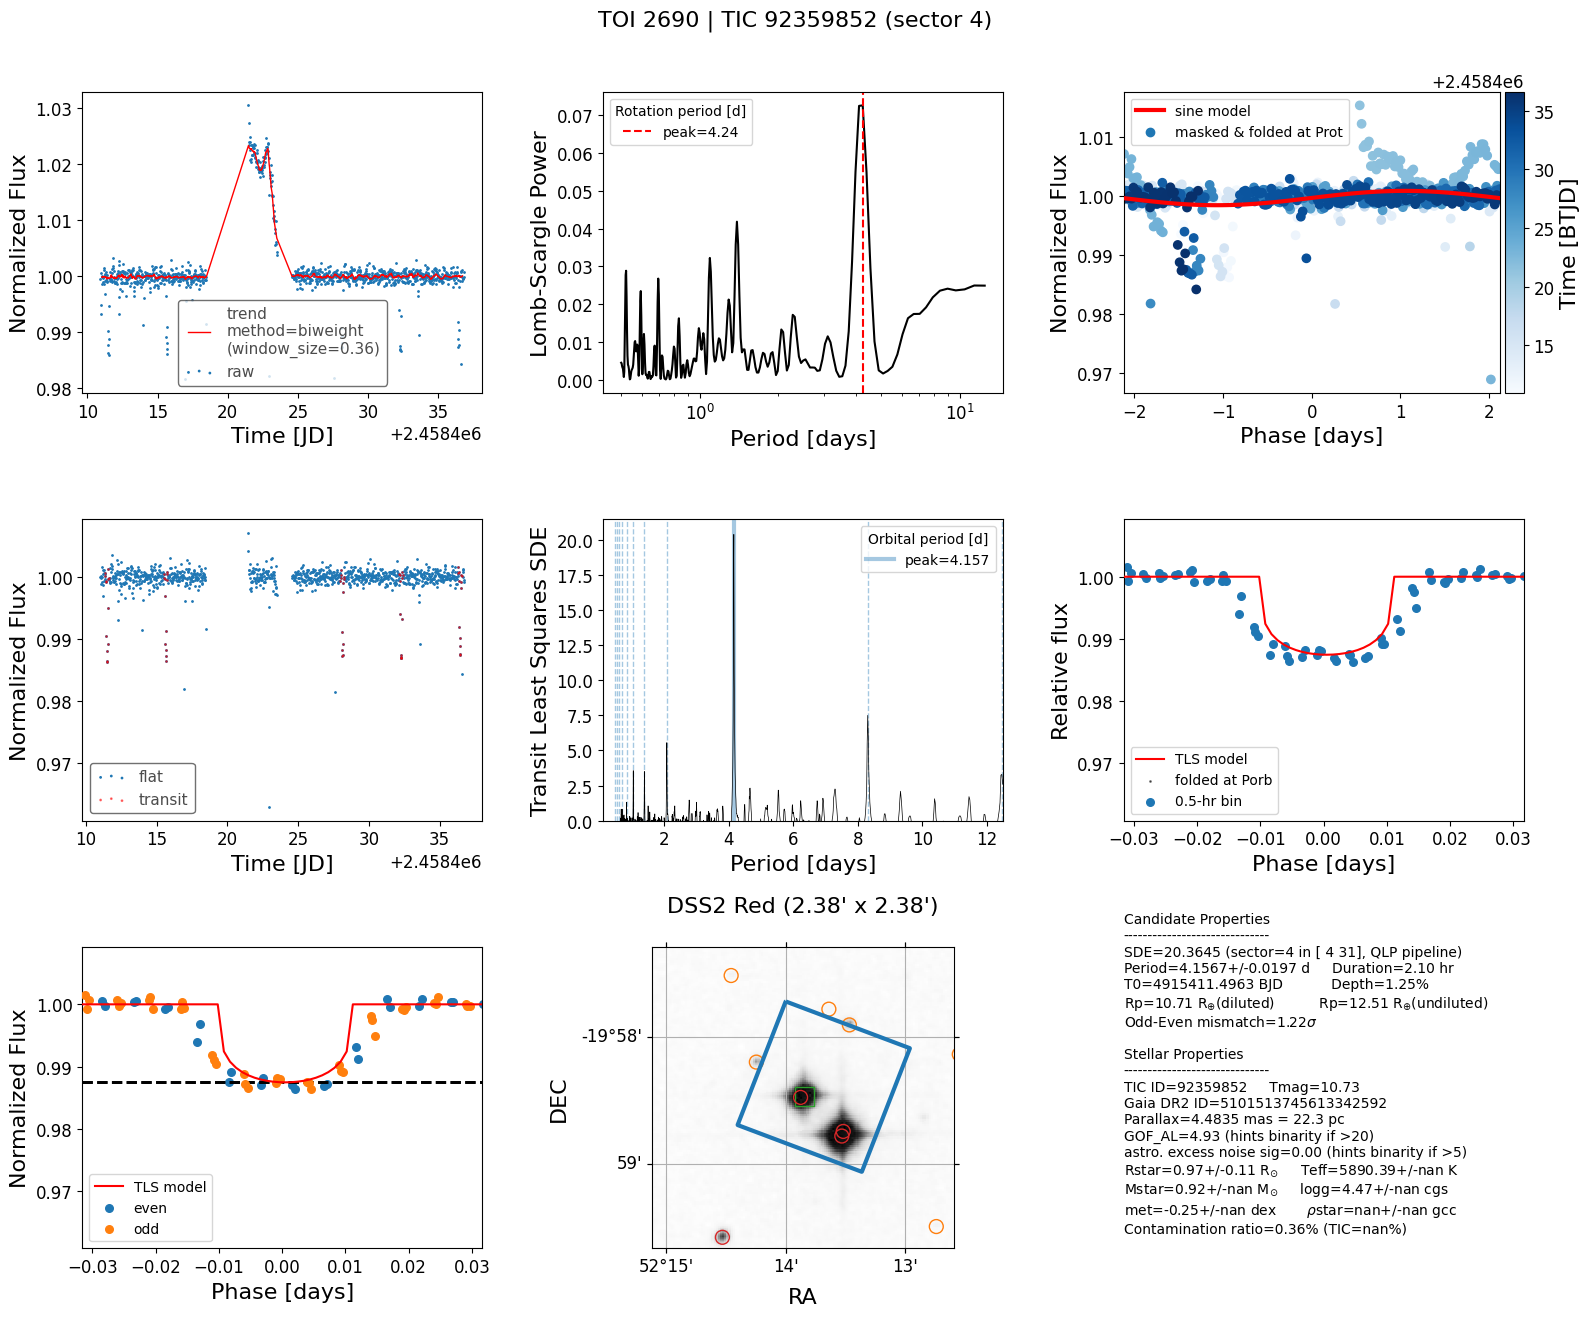 TOI 2690 | TIC 92359852 (sector 4)
Normalized Flux
1.03
1.02
1.01
1.00
0.99
0.98
trend
method=biweight
(window_size=0.36)
raw
10 15 20 25 30 35
Time [JD]
+2.4584e6
Lomb-Scargle Power
0.07
0.06
0.05
0.04
0.03
0.02
0.01
0.00
Rotation period [d]
peak=4.24
10^0 10^1
Period [days]
+2.4584e6
Normalized Flux
1.01
1.00
0.99
0.98
0.97
sine model
masked & folded at Prot
−2 −1 0 1 2
Phase [days]
35
30
25
20
15
Time [BTJD]
Normalized Flux
1.00
0.99
0.98
0.97
flat
transit
10 15 20 25 30 35
Time [JD]
+2.4584e6
Transit Least Squares SDE
20.0
17.5
15.0
12.5
10.0
7.5
5.0
2.5
0.0
Orbital period [d]
peak=4.157
2 4 6 8 10 12
Period [days]
Relative flux
1.00
0.99
0.98
0.97
TLS model
folded at Porb
0.5-hr bin
−0.03 −0.02 −0.01 0.00 0.01 0.02 0.03
Phase [days]
Normalized Flux
1.00
0.99
0.98
0.97
TLS model
even
odd
−0.03 −0.02 −0.01 0.00 0.01 0.02 0.03
Phase [days]
DSS2 Red (2.38' x 2.38')
DEC
-19°58'
59'
52°15' 14' 13'
RA
Candidate Properties
------------------------------
SDE=20.3645 (sector=4 in [ 4 31], QLP pipeline)
Period=4.1567+/-0.0197 d Duration=2.10 hr
T0=4915411.4963 BJD Depth=1.25%
Rp=10.71 R⊕(diluted) Rp=12.51 R⊕(undiluted)
Odd-Even mismatch=1.22σ
Stellar Properties
------------------------------
TIC ID=92359852 Tmag=10.73
Gaia DR2 ID=5101513745613342592
Parallax=4.4835 mas = 22.3 pc
GOF_AL=4.93 (hints binarity if >20)
astro. excess noise sig=0.00 (hints binarity if >5)
Rstar=0.97+/-0.11 R⊙ Teff=5890.39+/-nan K
Mstar=0.92+/-nan M⊙ logg=4.47+/-nan cgs
met=-0.25+/-nan dex ρstar=nan+/-nan gcc
Contamination ratio=0.36% (TIC=nan%)